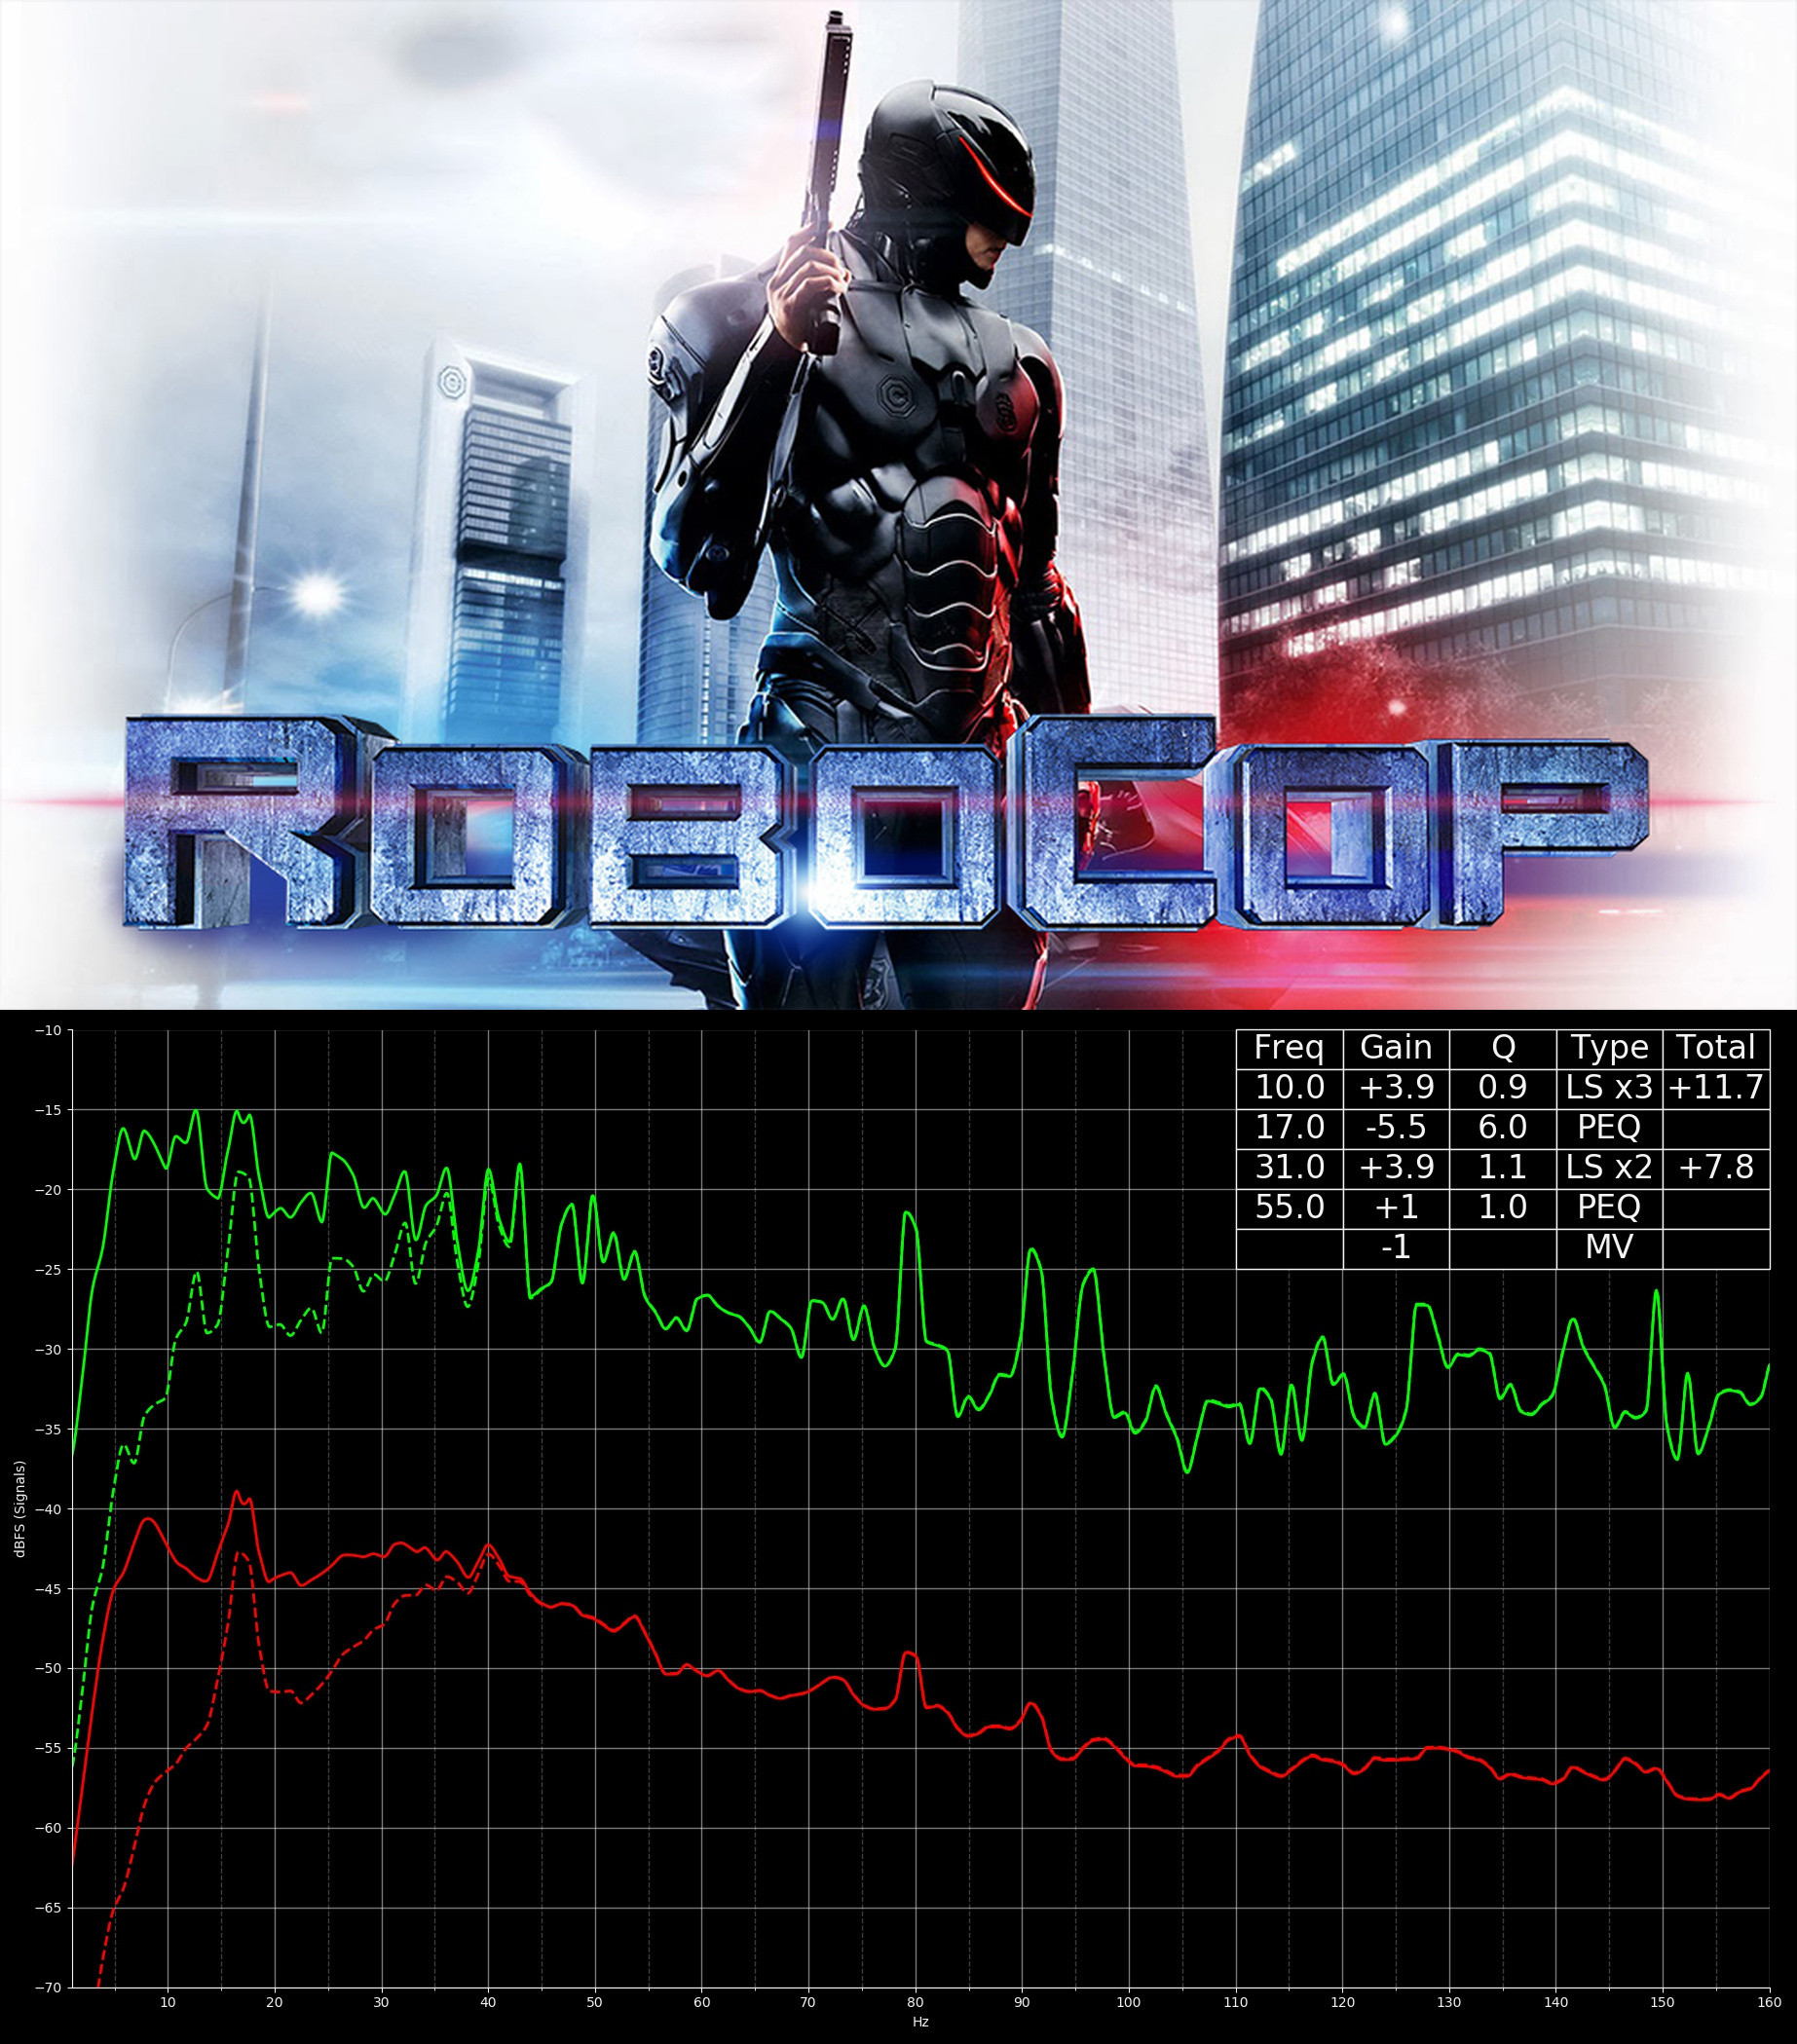 ROBOCOP
Freq Gain Q Type Total
10.0 +3.9 0.9 LS x3 +11.7
17.0 -5.5 6.0 PEQ
31.0 +3.9 1.1 LS x2 +7.8
55.0 +1 1.0 PEQ
-1 MV
−10
−15
−20
−25
−30
−35
−40
−45
−50
−55
−60
−65
−70
dBFS (Signals)
10 20 30 40 50 60 70 80 90 100 110 120 130 140 150 160
Hz